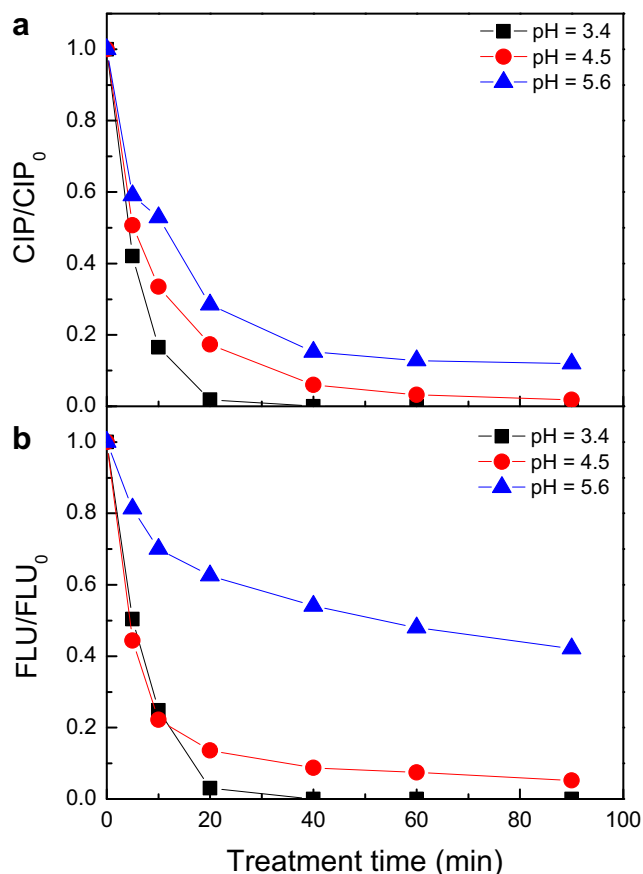 a
1.0
0.8
0.6
0.4
0.2
0.0
CIP/CIP₀
pH = 3.4
pH = 4.5
pH = 5.6
b
1.0
0.8
0.6
0.4
0.2
0.0
FLU/FLU₀
pH = 3.4
pH = 4.5
pH = 5.6
0 20 40 60 80 100
Treatment time (min)